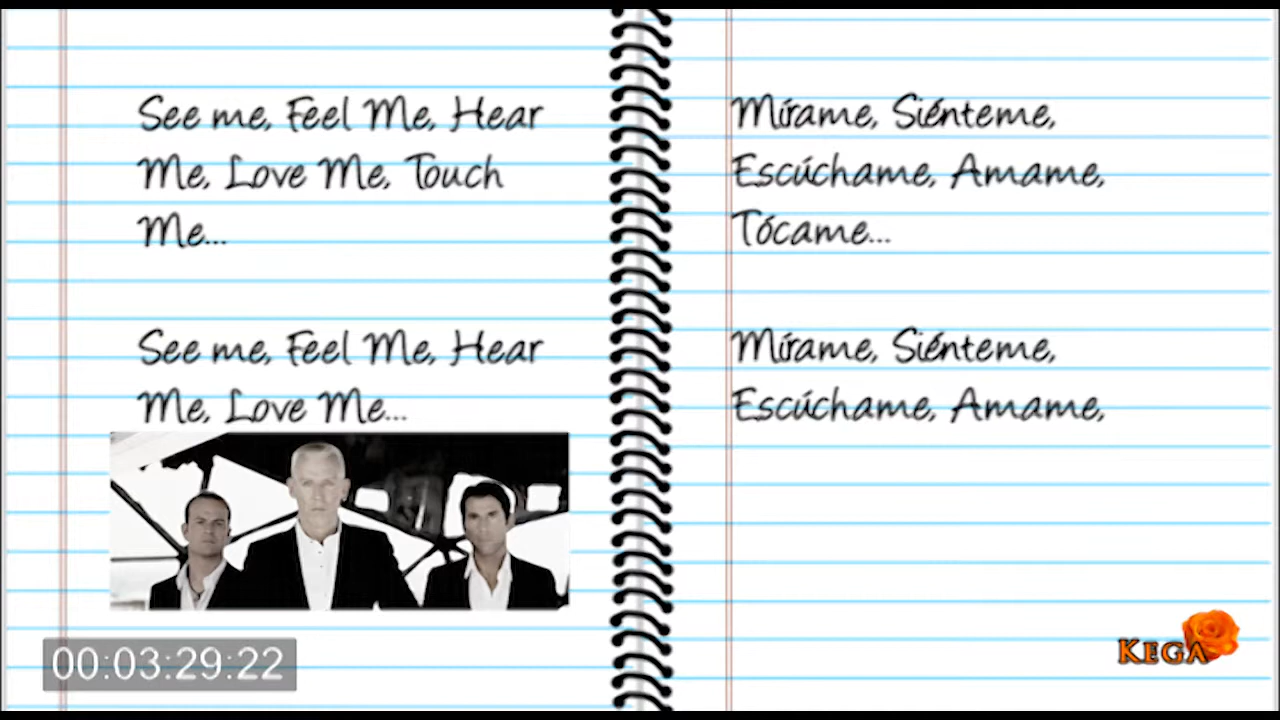 See me, Feel Me, Hear
Me, Love Me, Touch
Me...
See me, Feel Me, Hear
Me, Love Me...
Mírame, Siénteme,
Escúchame, Amame,
Tócame...
Mírame, Siénteme,
Escúchame, Amame,
00:03:29:22
KEGA